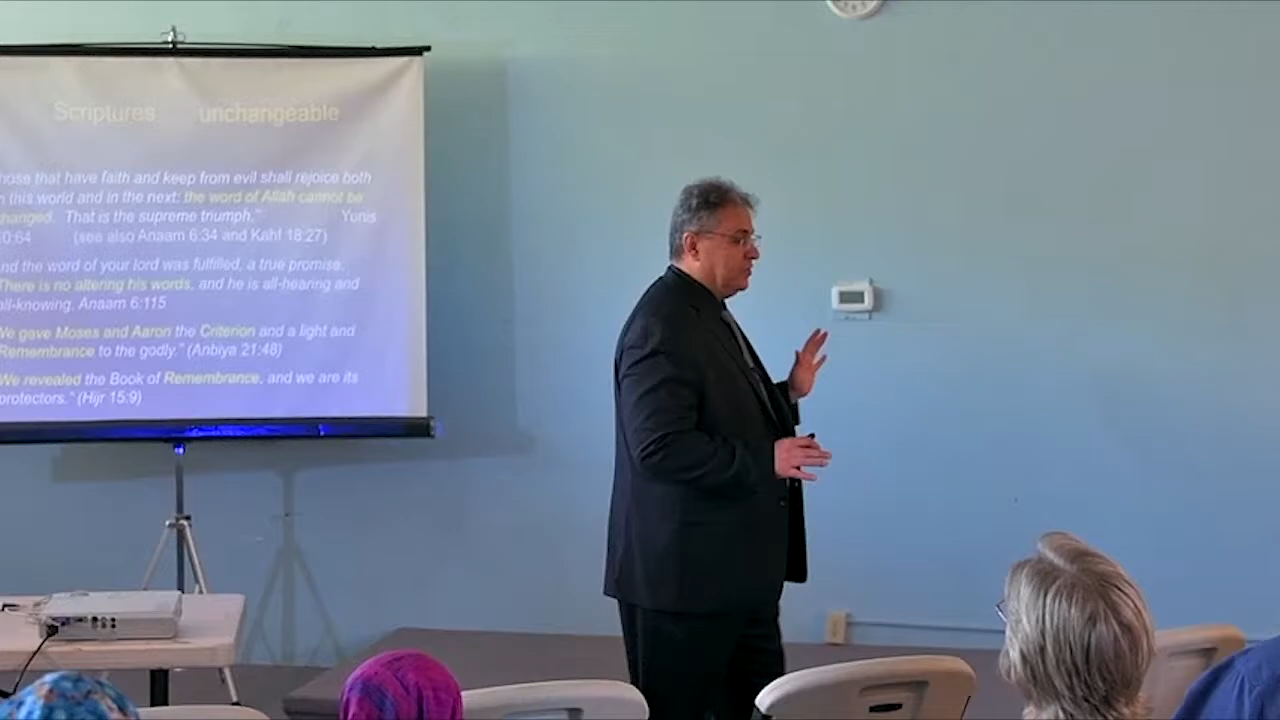 Scriptures unchangeable
hose that have faith and keep from evil shall rejoice both
n this world and in the next: the word of Allah cannot be
changed. That is the supreme triumph." Yunis
0:64 (see also Anaam 6:34 and Kahf 18:27)
nd the word of your lord was fulfilled, a true promise.
There is no altering his words, and he is all-hearing and
all-knowing. Anaam 6:115
We gave Moses and Aaron the Criterion and a light and
Remembrance to the godly." (Anbiya 21:48)
We revealed the Book of Remembrance, and we are its
protectors." (Hijr 15:9)